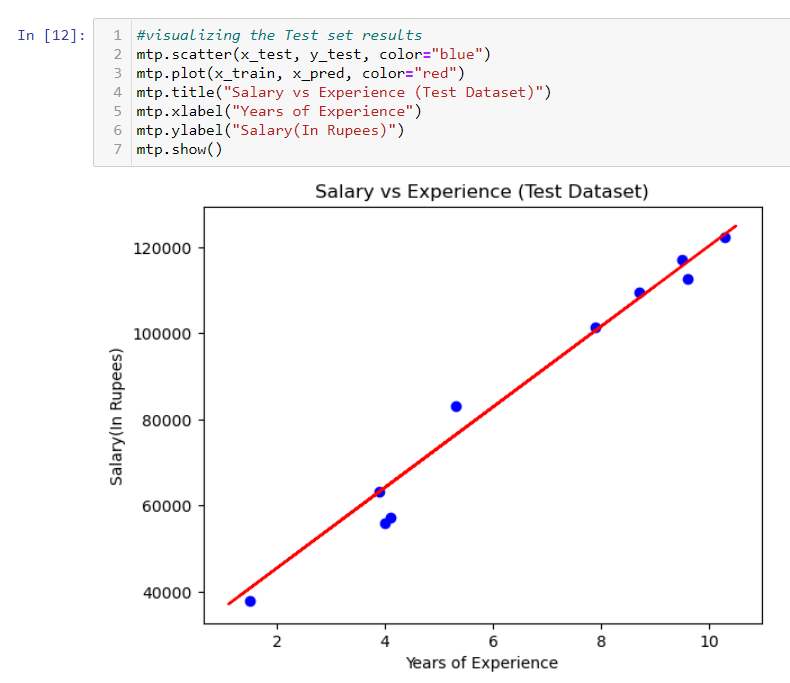 In [12]:
1 #visualizing the Test set results
2 mtp.scatter(x_test, y_test, color="blue")
3 mtp.plot(x_train, x_pred, color="red")
4 mtp.title("Salary vs Experience (Test Dataset)")
5 mtp.xlabel("Years of Experience")
6 mtp.ylabel("Salary(In Rupees)")
7 mtp.show()
Salary vs Experience (Test Dataset)
Salary(In Rupees)
120000
100000
80000
60000
40000
2 4 6 8 10
Years of Experience